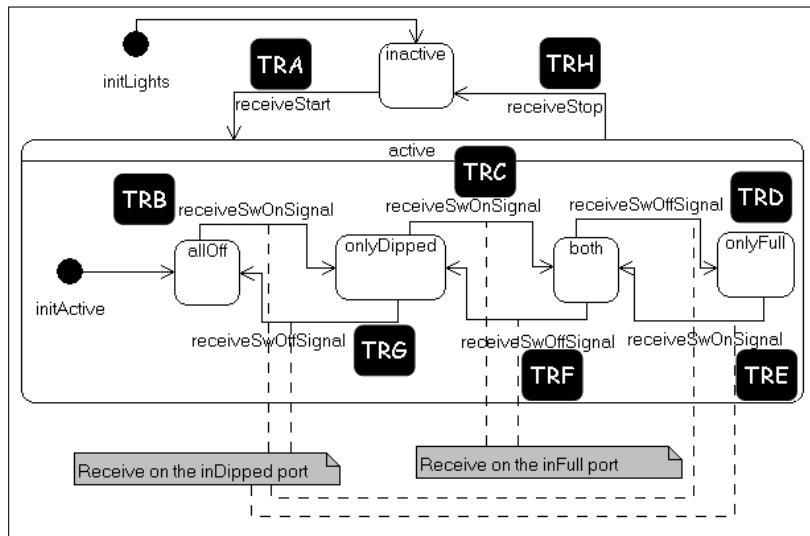 initLights
TRA
inactive
TRH
receiveStart
receiveStop
active
TRB
TRC
TRD
receiveSwOnSignal
receiveSwOnSignal
receiveSwOffSignal
allOff
onlyDipped
both
onlyFull
initActive
receiveSwOffSignal
receiveSwOffSignal
receiveSwOnSignal
TRG
TRF
TRE
Receive on the inDipped port
Receive on the inFull port